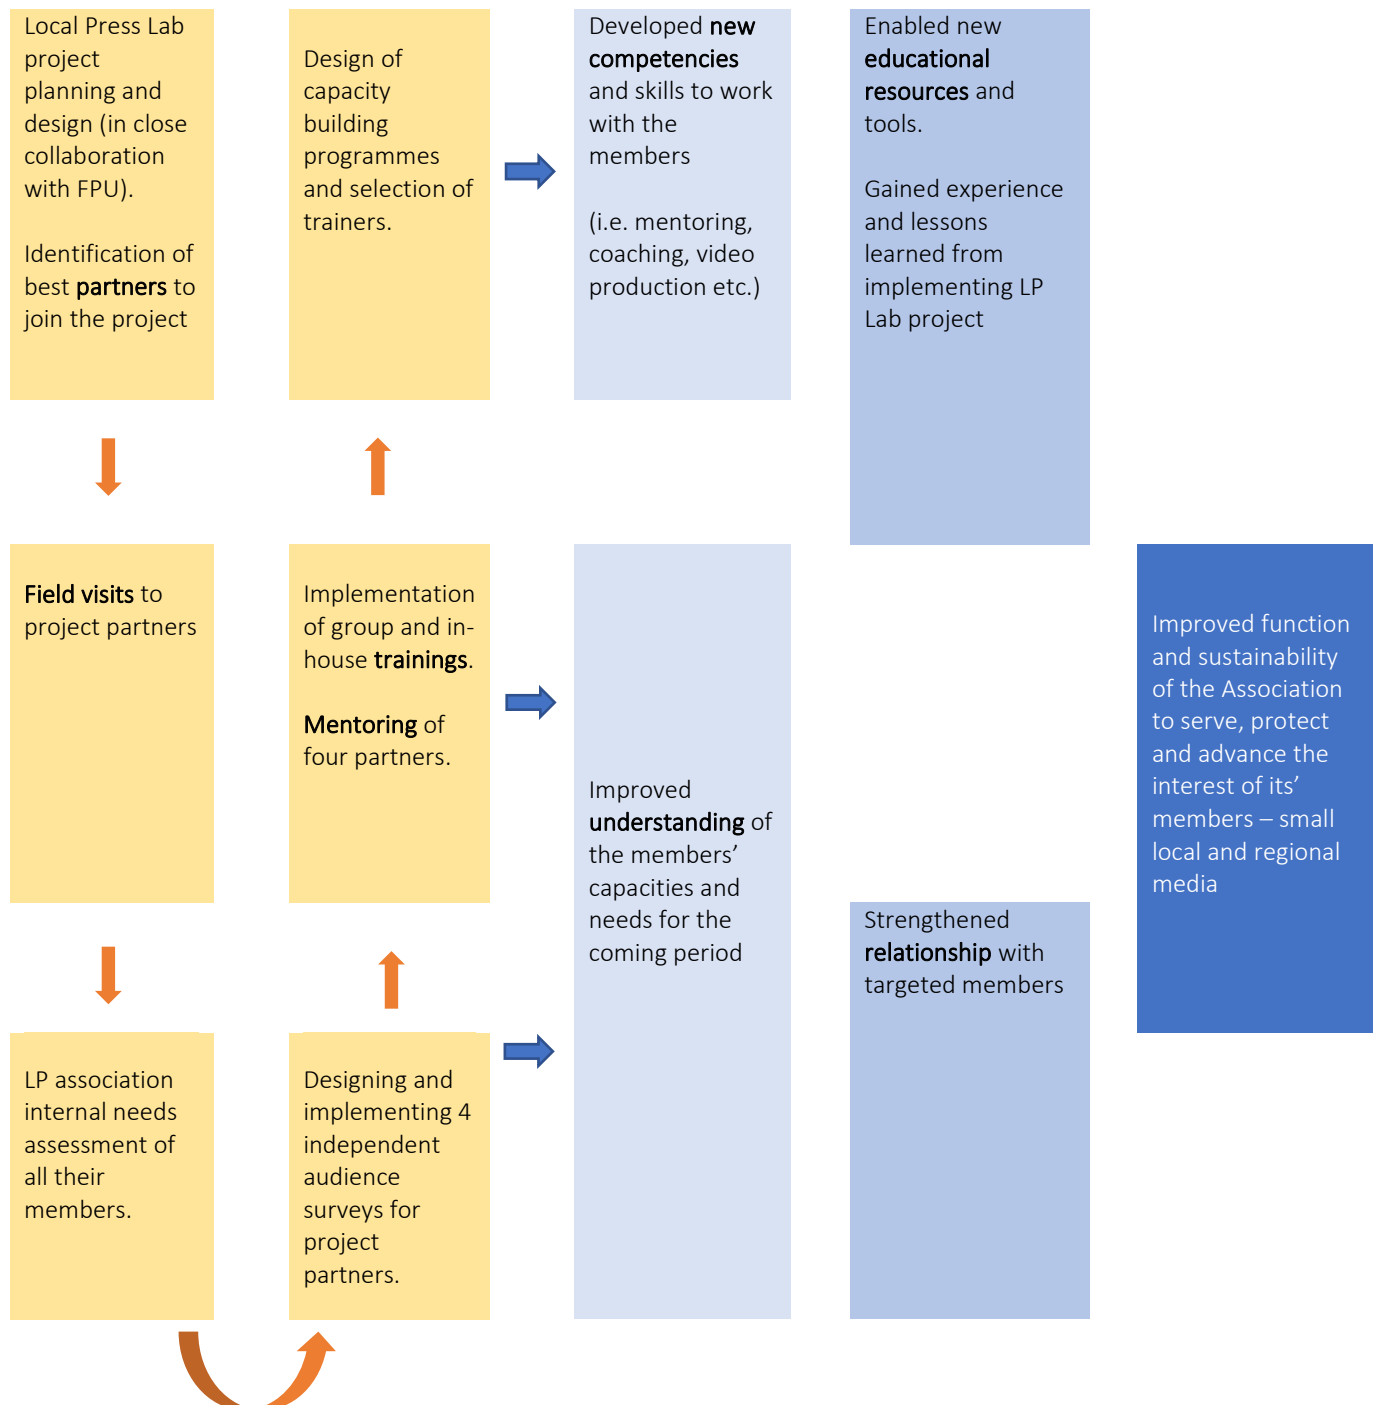 Local Press Lab
project
planning and
design (in close
collaboration
with FPU).
Identification of
best partners to
join the project
Field visits to
project partners
LP association
internal needs
assessment of
all their
members.
Design of
capacity
building
programmes
and selection of
trainers.
Implementation
of group and in-
house trainings.
Mentoring of
four partners.
Designing and
implementing 4
independent
audience
surveys for
project
partners.
Developed new
competencies
and skills to work
with the
members
(i.e. mentoring,
coaching, video
production etc.)
Improved
understanding of
the members’
capacities and
needs for the
coming period
Enabled new
educational
resources and
tools.
Gained experience
and lessons
learned from
implementing LP
Lab project
Strengthened
relationship with
targeted members
Improved function
and sustainability
of the Association
to serve, protect
and advance the
interest of its’
members – small
local and regional
media